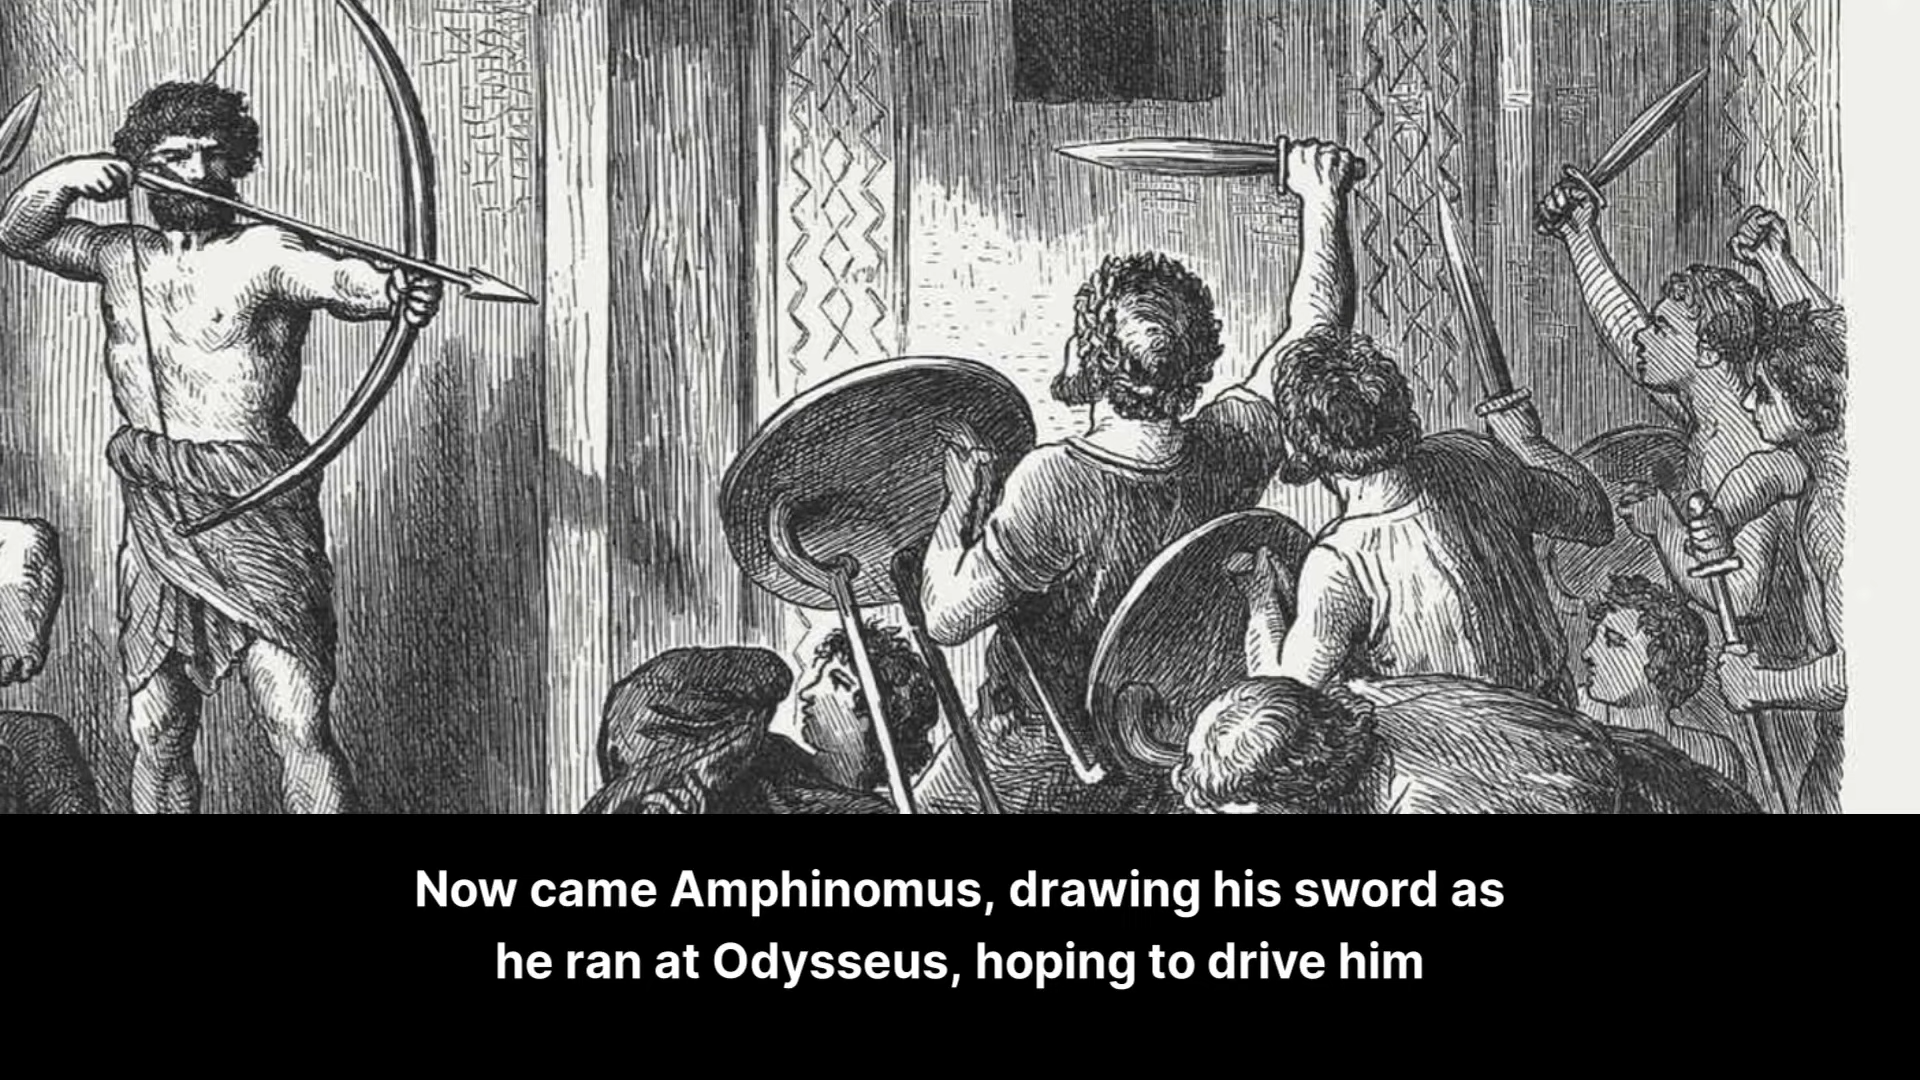 Now came Amphinomus, drawing his sword as
he ran at Odysseus, hoping to drive him